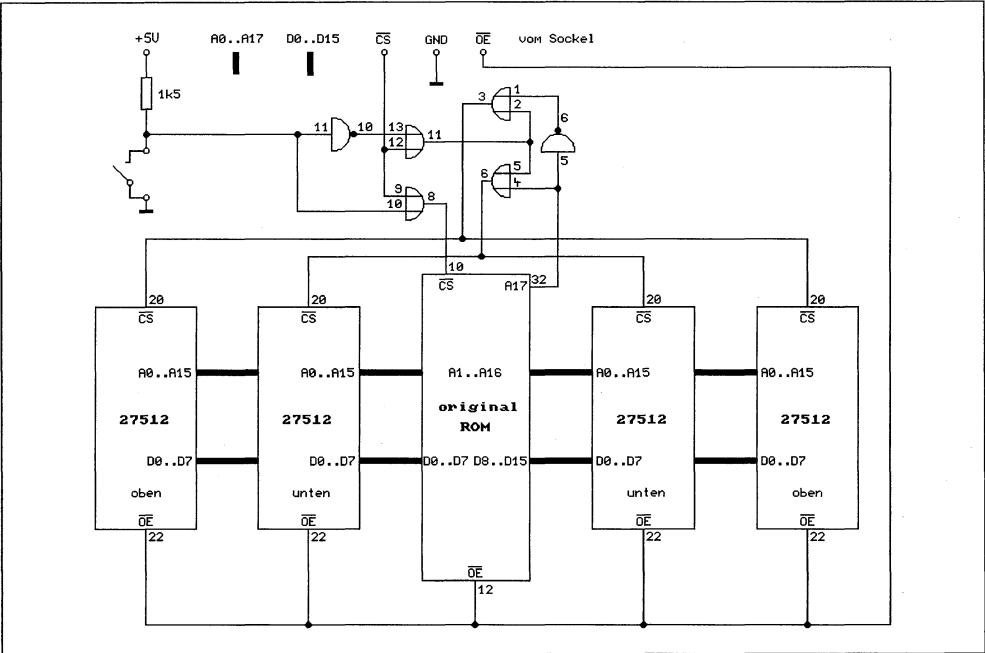 +5V A0..A17 D0..D15 CS GND OE vom Sockel
1k5
3 1
2
6
11 10 13 11
12
5
6 5
4
9 8
10
10 32
CS A17
20 20 20 20
CS CS CS CS
A0..A15 A0..A15 A1..A16 A0..A15 A0..A15
27512 27512 original ROM 27512 27512
D0..D7 D0..D7 D0..D7 D8..D15 D0..D7 D0..D7
oben unten unten oben
OE OE OE OE
22 22 22 22
OE
12